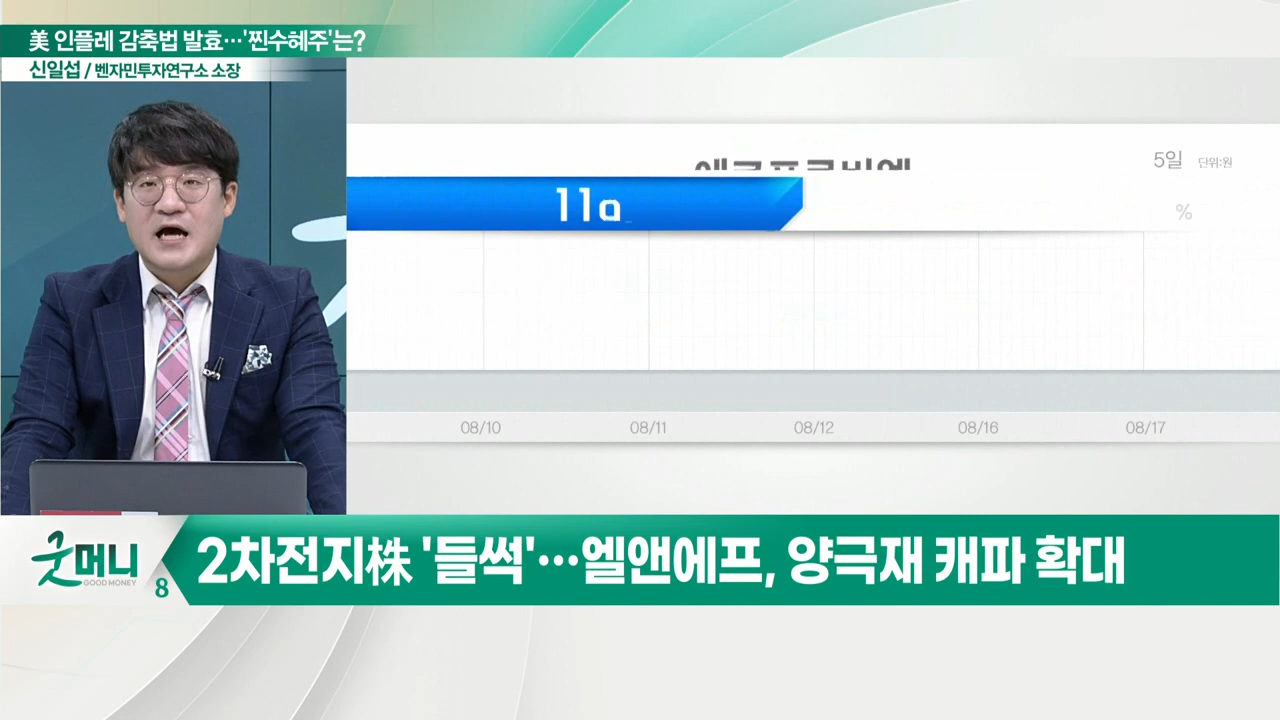 美 인플레 감축법 발효…'찐수혜주'는?
신일섭 / 벤자민투자연구소 소장
5일 단위:원
%
08/10 08/11 08/12 08/16 08/17
굿머니
GOOD MONEY
8
2차전지株 '들썩'…엘앤에프, 양극재 캐파 확대